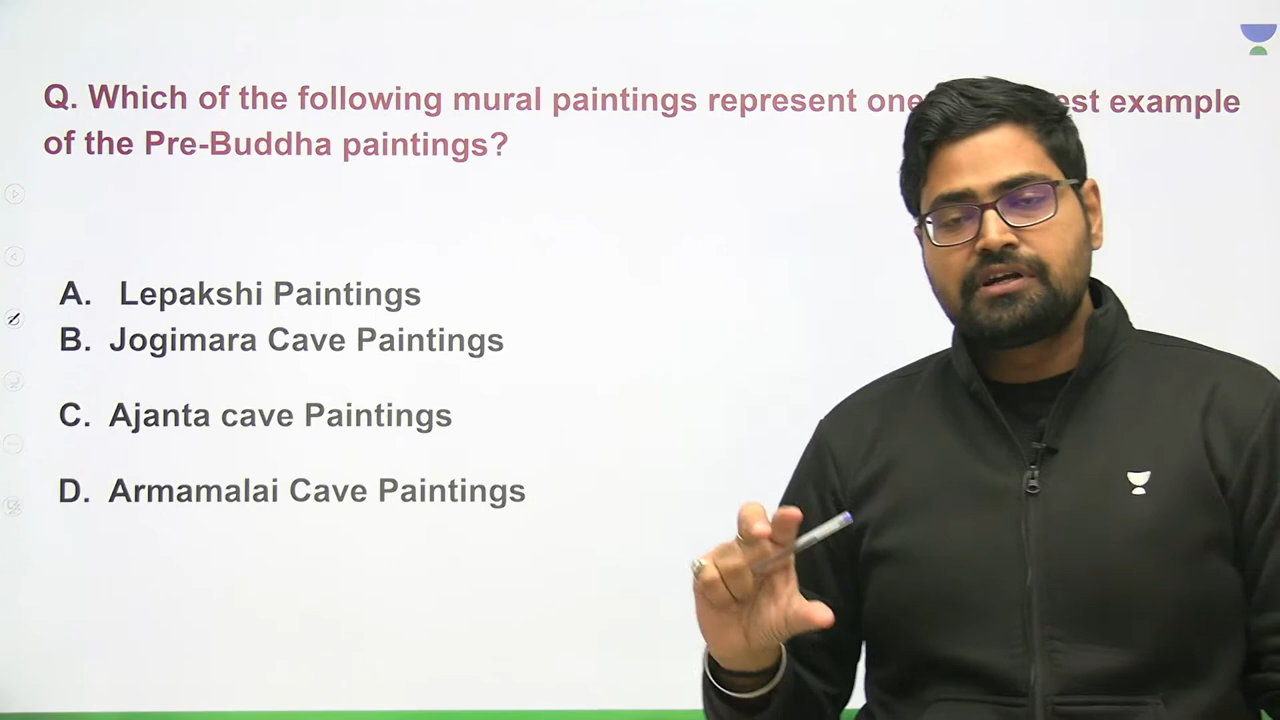 Q. Which of the following mural paintings represent one example
of the Pre-Buddha paintings?
A. Lepakshi Paintings
B. Jogimara Cave Paintings
C. Ajanta cave Paintings
D. Armamalai Cave Paintings